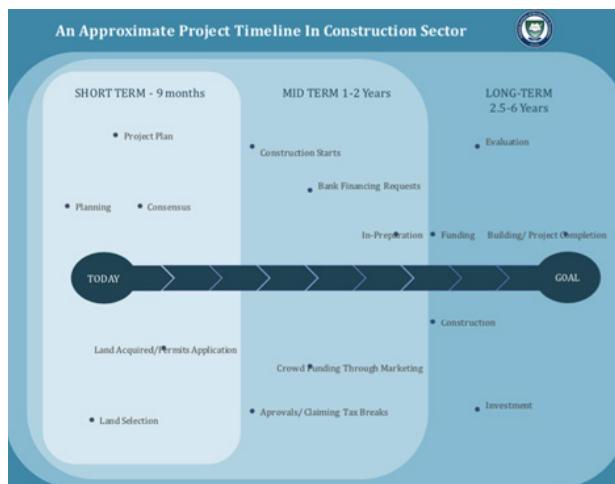 An Approximate Project Timeline In Construction Sector
SHORT TERM - 9 months
MID TERM 1-2 Years
LONG-TERM
2.5-6 Years
Project Plan
Construction Starts
Evaluation
Bank Financing Requests
Planning
Consensus
In-Preparation
Funding
Building/ Project Completion
TODAY
GOAL
Construction
Land Acquired/Permits Application
Crowd Funding Through Marketing
Land Selection
Aprovals/ Claiming Tax Breaks
Investment